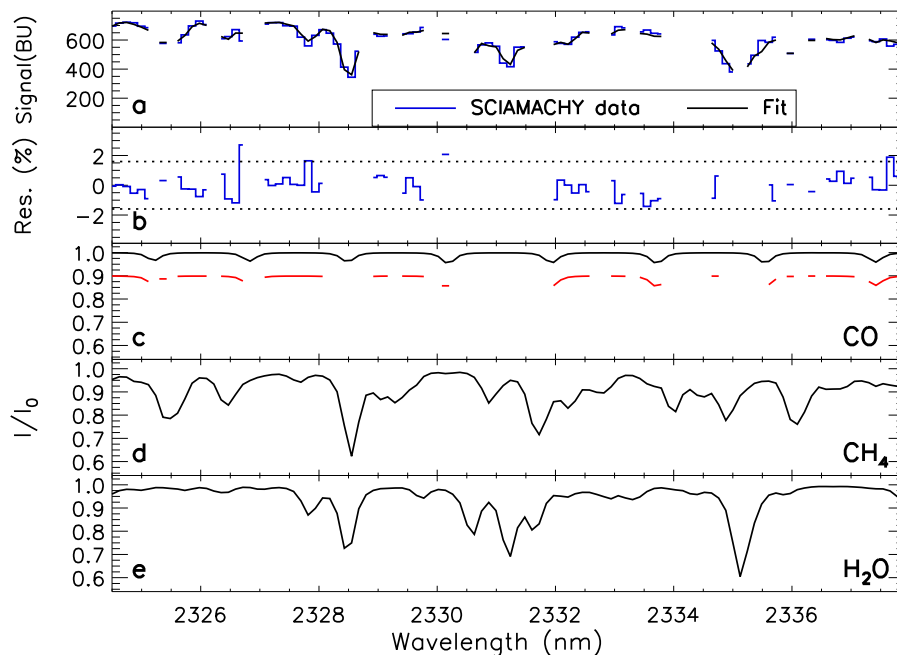 Signal(BU)
600
400
200
a
SCIAMACHY data
Fit
Res. (%)
2
0
−2
b
1.0
0.9
0.8
0.7
0.6
c
CO
I/I₀
1.0
0.9
0.8
0.7
0.6
d
CH₄
1.0
0.9
0.8
0.7
0.6
e
H₂O
2326
2328
2330
2332
2334
2336
Wavelength (nm)